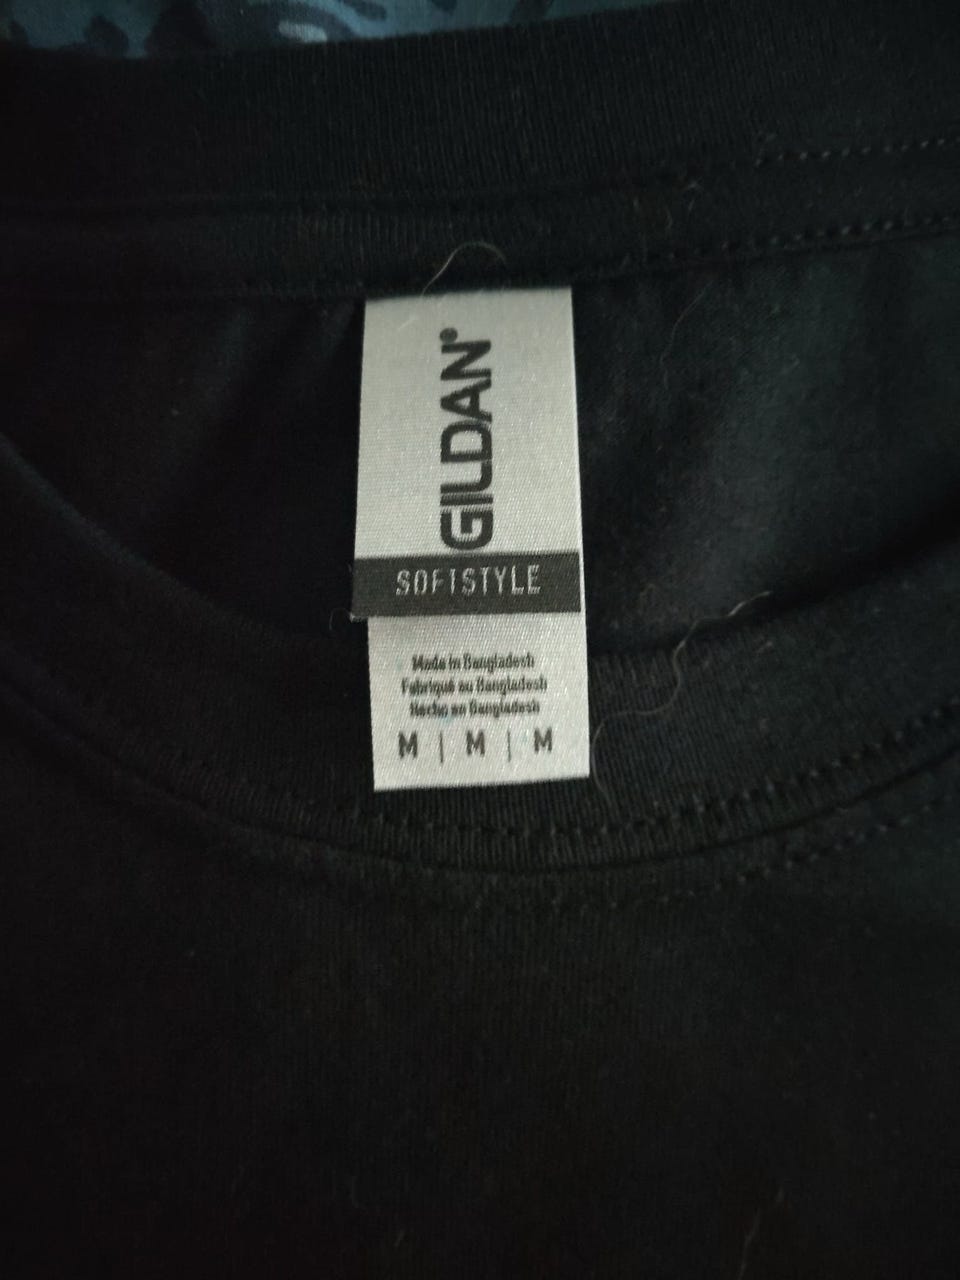 GILDAN®
SOFTSTYLE
Made in Bangladesh
Fabriqué au Bangladesh
Hecho en Bangladesh
M | M | M